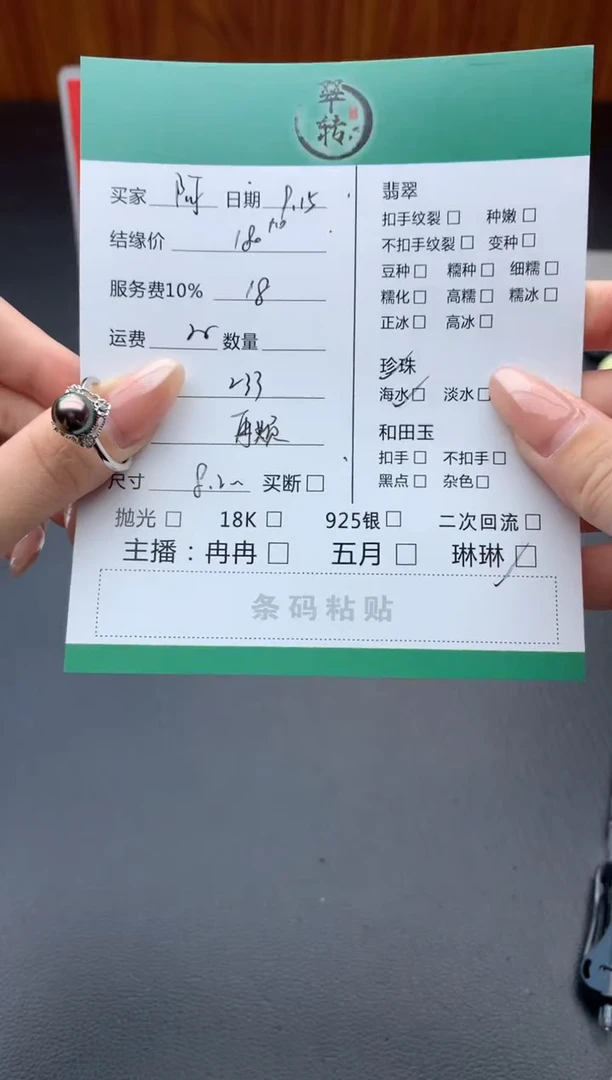 翠
转
买家 阿 日期 9.15
结缘价 180
服务费10% 18
运费 数量
233
再顺
尺寸 8.2 买断□
翡翠
扣手纹裂□ 种嫩□
不扣手纹裂□ 变种□
豆种□ 糯种□ 细糯□
糯化□ 高糯□ 糯冰□
正冰□ 高冰□
珍珠
海水□ 淡水□
和田玉
扣手□ 不扣手□
黑点□ 杂色□
抛光□ 18K□ 925银□ 二次回流□
主播：冉冉□ 五月□ 琳琳□
条码粘贴